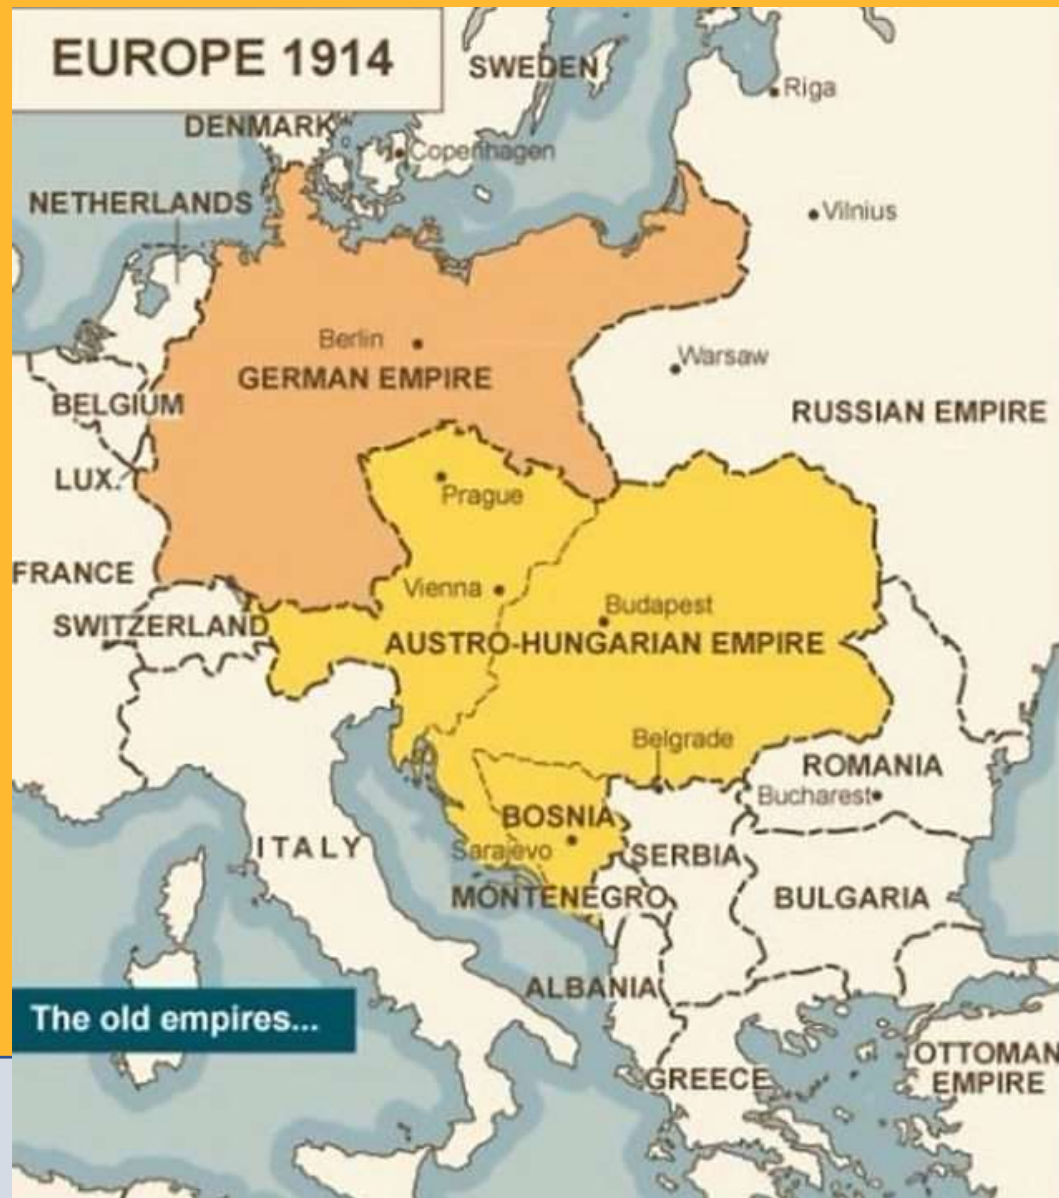 EUROPE 1914
SWEDEN
Riga
DENMARK
Copenhagen
NETHERLANDS
Vilnius
Berlin
GERMAN EMPIRE
Warsaw
BELGIUM
RUSSIAN EMPIRE
LUX.
Prague
FRANCE
Vienna
Budapest
SWITZERLAND
AUSTRO-HUNGARIAN EMPIRE
Belgrade
ROMANIA
Bucharest
BOSNIA
ITALY
Sarajevo
SERBIA
MONTENEGRO
BULGARIA
ALBANIA
The old empires...
OTTOMAN
EMPIRE
GREECE